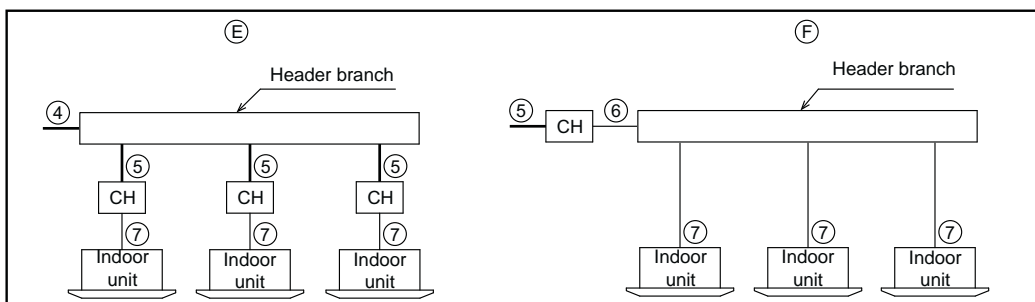 Ⓔ
Header branch
④
⑤ ⑤ ⑤
CH CH CH
⑦ ⑦ ⑦
Indoor unit
Indoor unit
Indoor unit
Ⓕ
Header branch
⑤ CH ⑥
⑦ ⑦ ⑦
Indoor unit
Indoor unit
Indoor unit